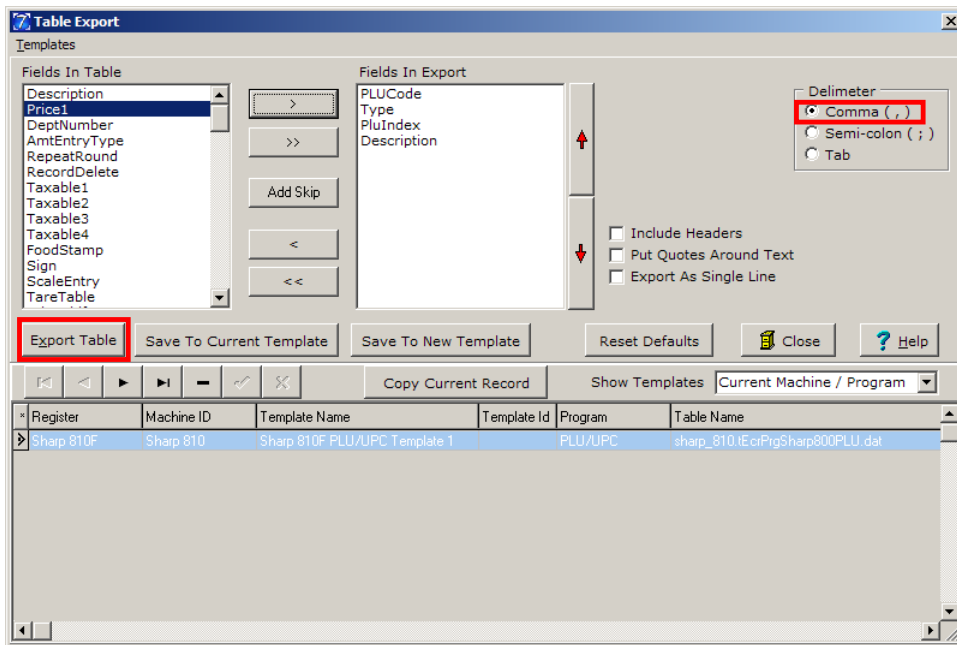 Table Export
Templates
Fields In Table
Description
Price1
DeptNumber
AmtEntryType
RepeatRound
RecordDelete
Taxable1
Taxable2
Taxable3
Taxable4
FoodStamp
Sign
ScaleEntry
TareTable
>
>>
Add Skip
<
<<
Fields In Export
PLUCode
Type
PluIndex
Description
Delimeter
Comma ( , )
Semi-colon ( ; )
Tab
Include Headers
Put Quotes Around Text
Export As Single Line
Export Table Save To Current Template Save To New Template Reset Defaults Close ? Help
Copy Current Record Show Templates Current Machine / Program
Register Machine ID Template Name Template Id Program Table Name
Sharp 810F Sharp 810 Sharp 810F PLU/UPC Template 1 PLU/UPC sharp_810.tEcrPrgSharp800PLU.dat